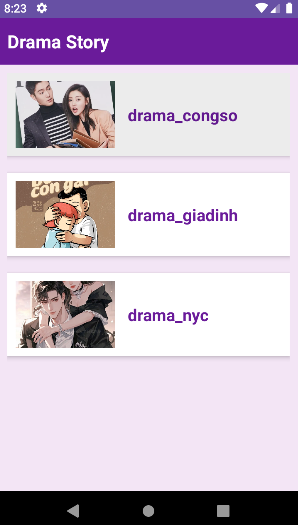 8:23
Drama Story
drama_congso
con gái
drama_giadinh
drama_nyc